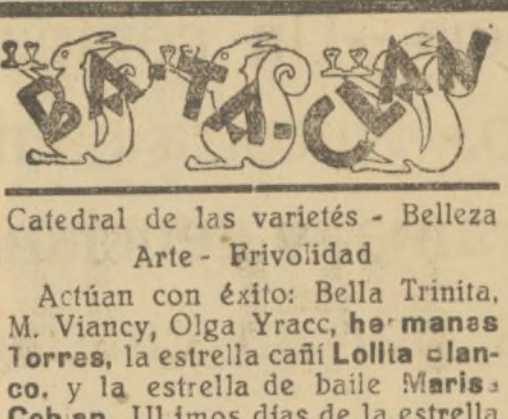 BA-TA-CLAN
Catedral de las varietés - Belleza
Arte - Frivolidad
Actúan con éxito: Bella Trinita,
M. Viancy, Olga Yracc, hermanas
Torres, la estrella cañí Lolita Blan-
co, y la estrella de baile Maris
Ultimos días de la estrella